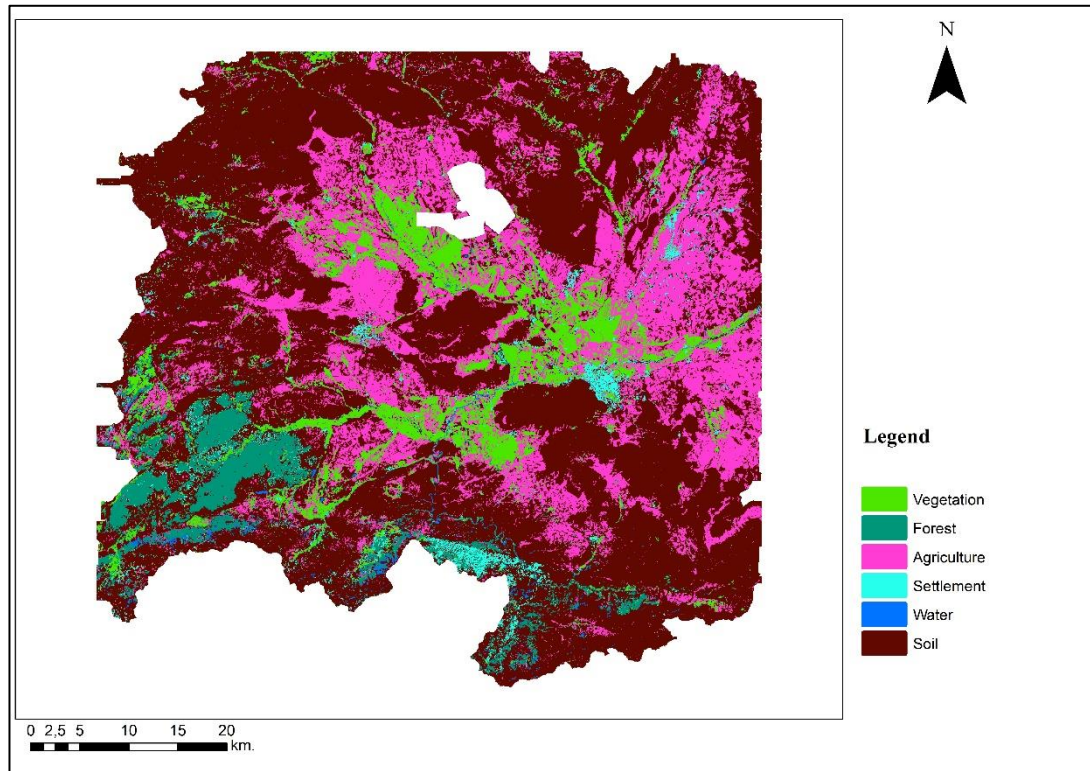 N
Legend
Vegetation
Forest
Agriculture
Settlement
Water
Soil
0 2,5 5 10 15 20
km.